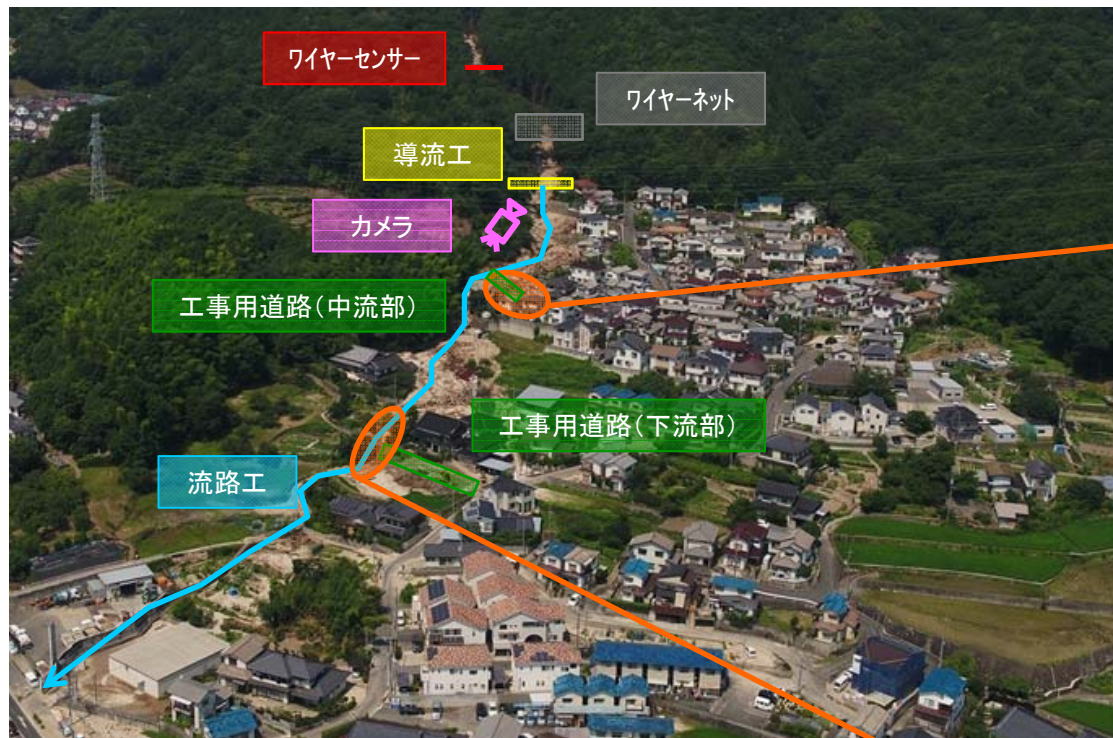 ワイヤーセンサー
ワイヤーネット
導流工
カメラ
工事用道路（中流部）
工事用道路（下流部）
流路工